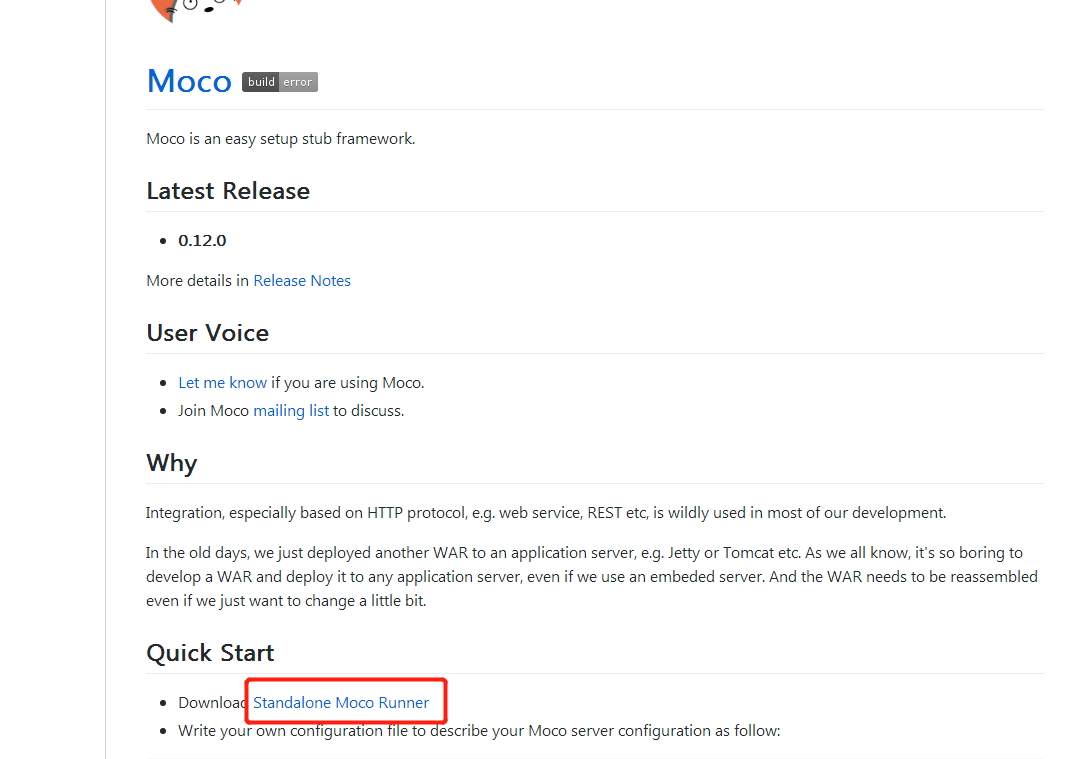 Moco build error
Moco is an easy setup stub framework.
Latest Release
0.12.0
More details in Release Notes
User Voice
Let me know if you are using Moco.
Join Moco mailing list to discuss.
Why
Integration, especially based on HTTP protocol, e.g. web service, REST etc, is wildly used in most of our development.
In the old days, we just deployed another WAR to an application server, e.g. Jetty or Tomcat etc. As we all know, it's so boring to
develop a WAR and deploy it to any application server, even if we use an embeded server. And the WAR needs to be reassembled
even if we just want to change a little bit.
Quick Start
Download Standalone Moco Runner
Write your own configuration file to describe your Moco server configuration as follow: